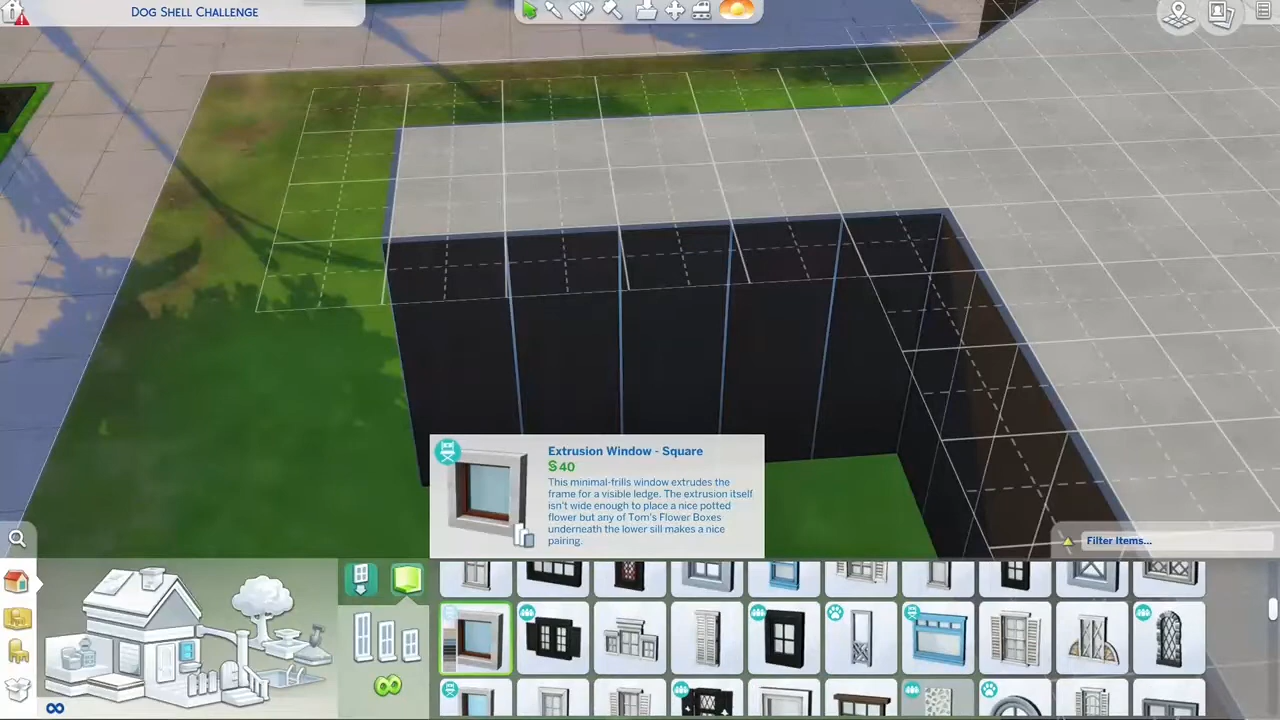 DOG SHELL CHALLENGE
Extrusion Window - Square
§40
This minimal-frills window extrudes the
frame for a visible ledge. The extrusion itself
isn't wide enough to place a nice potted
flower but any of Tom's Flower Boxes
underneath the lower sill makes a nice
pairing.
Filter Items...